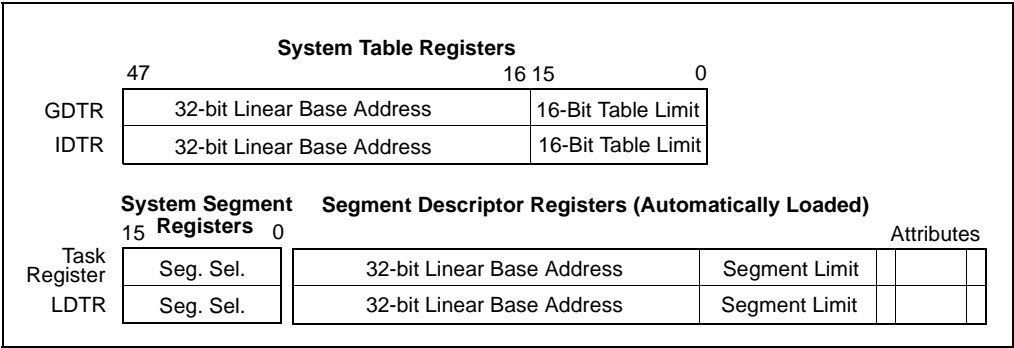 System Table Registers
47 16 15 0
GDTR 32-bit Linear Base Address 16-Bit Table Limit
IDTR 32-bit Linear Base Address 16-Bit Table Limit
System Segment Segment Descriptor Registers (Automatically Loaded)
15 Registers 0 Attributes
Task
Register Seg. Sel. 32-bit Linear Base Address Segment Limit
LDTR Seg. Sel. 32-bit Linear Base Address Segment Limit